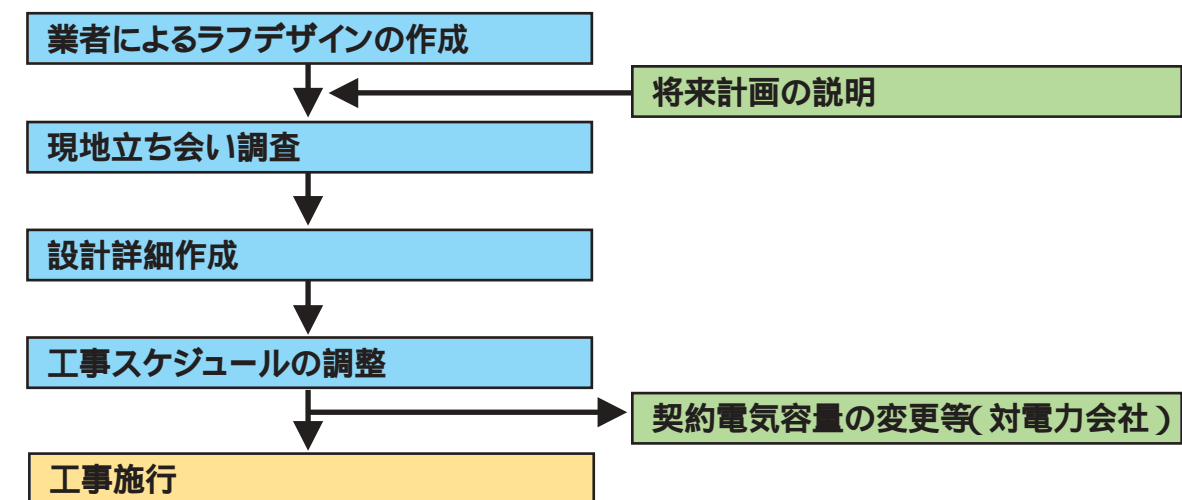 業者によるラフデザインの作成
将来計画の説明
現地立ち会い調査
設計詳細作成
工事スケジュールの調整
契約電気容量の変更等(対電力会社)
工事施行